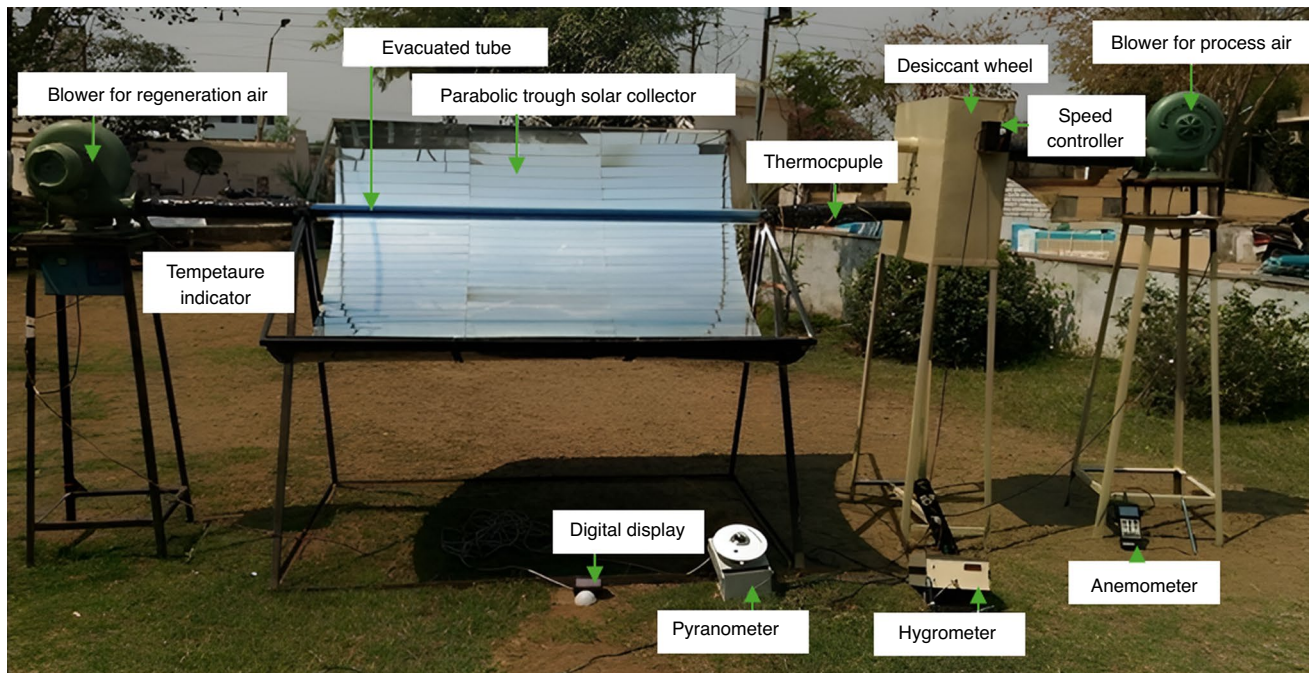 Evacuated tube
Blower for process air
Desiccant wheel
Blower for regeneration air
Parabolic trough solar collector
Speed
controller
Thermocpuple
Tempetaure
indicator
Digital display
Anemometer
Pyranometer
Hygrometer